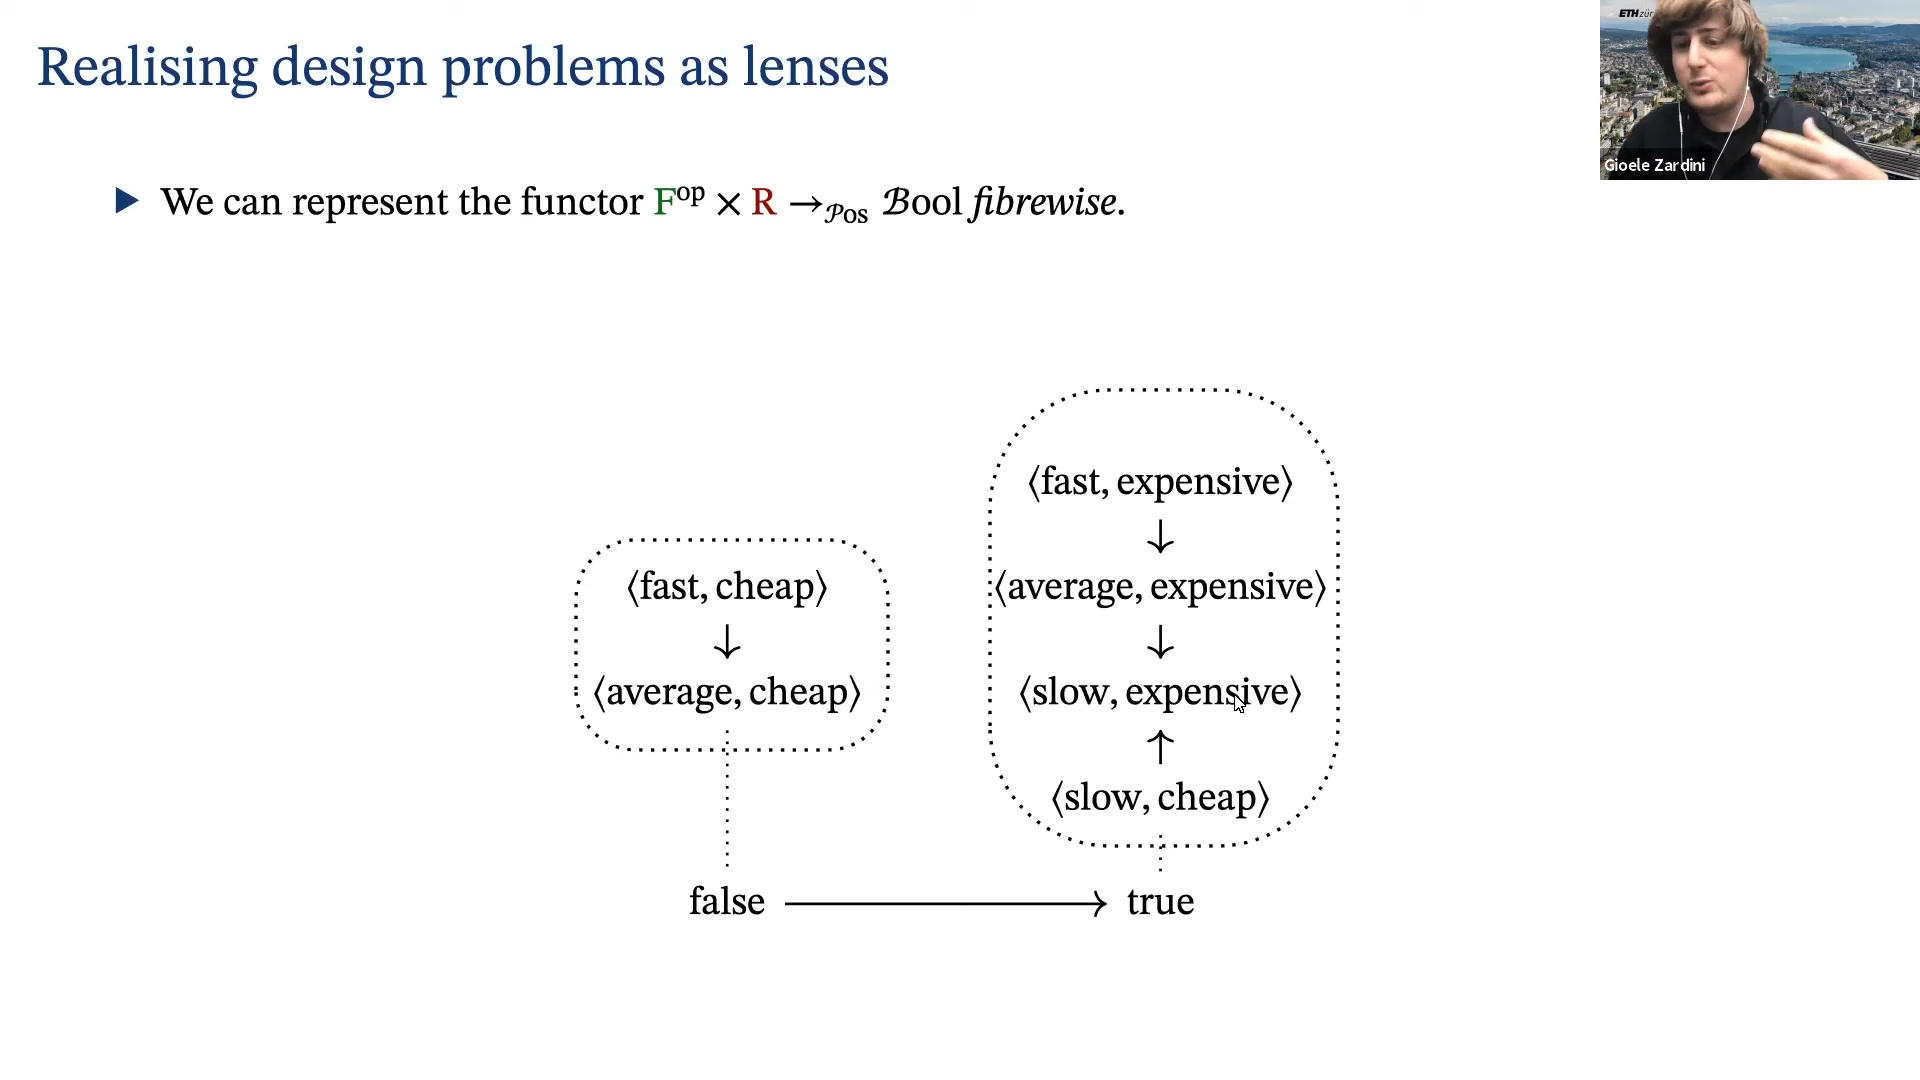 Realising design problems as lenses
ETH zür
Gioele Zardini
▶ We can represent the functor F^op × R →_Pos Bool fibrewise.
⟨fast, expensive⟩
↓
⟨fast, cheap⟩ ⟨average, expensive⟩
↓ ↓
⟨average, cheap⟩ ⟨slow, expensive⟩
↑
⟨slow, cheap⟩
false → true